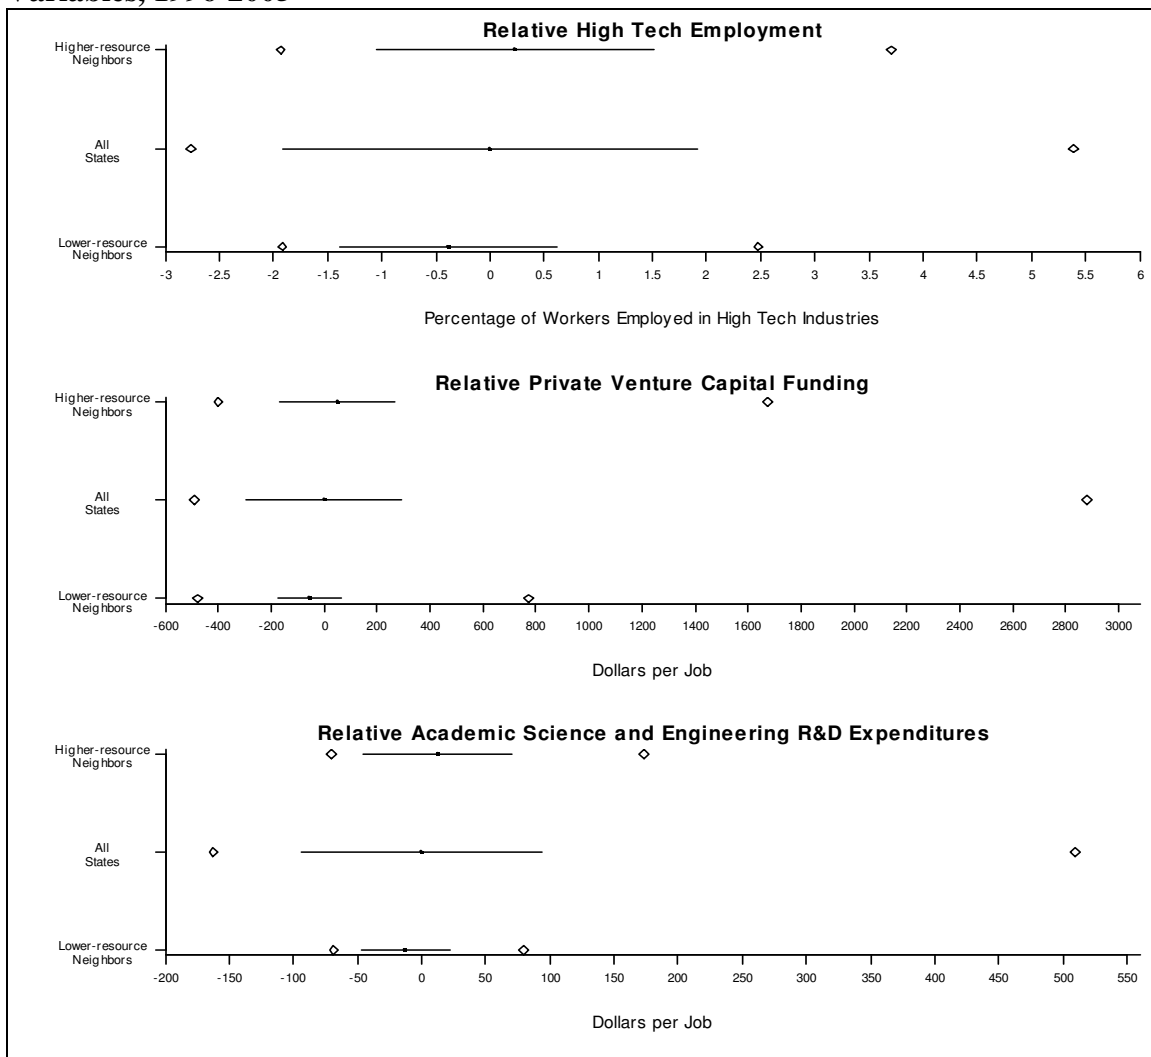 Variables, 1996-2003
Relative High Tech Employment
Higher-resource
Neighbors
All
States
Lower-resource
Neighbors
-3 -2.5 -2 -1.5 -1 -0.5 0 0.5 1 1.5 2 2.5 3 3.5 4 4.5 5 5.5 6
Percentage of Workers Employed in High Tech Industries
Relative Private Venture Capital Funding
Higher-resource
Neighbors
All
States
Lower-resource
Neighbors
-600 -400 -200 0 200 400 600 800 1000 1200 1400 1600 1800 2000 2200 2400 2600 2800 3000
Dollars per Job
Relative Academic Science and Engineering R&D Expenditures
Higher-resource
Neighbors
All
States
Lower-resource
Neighbors
-200 -150 -100 -50 0 50 100 150 200 250 300 350 400 450 500 550
Dollars per Job